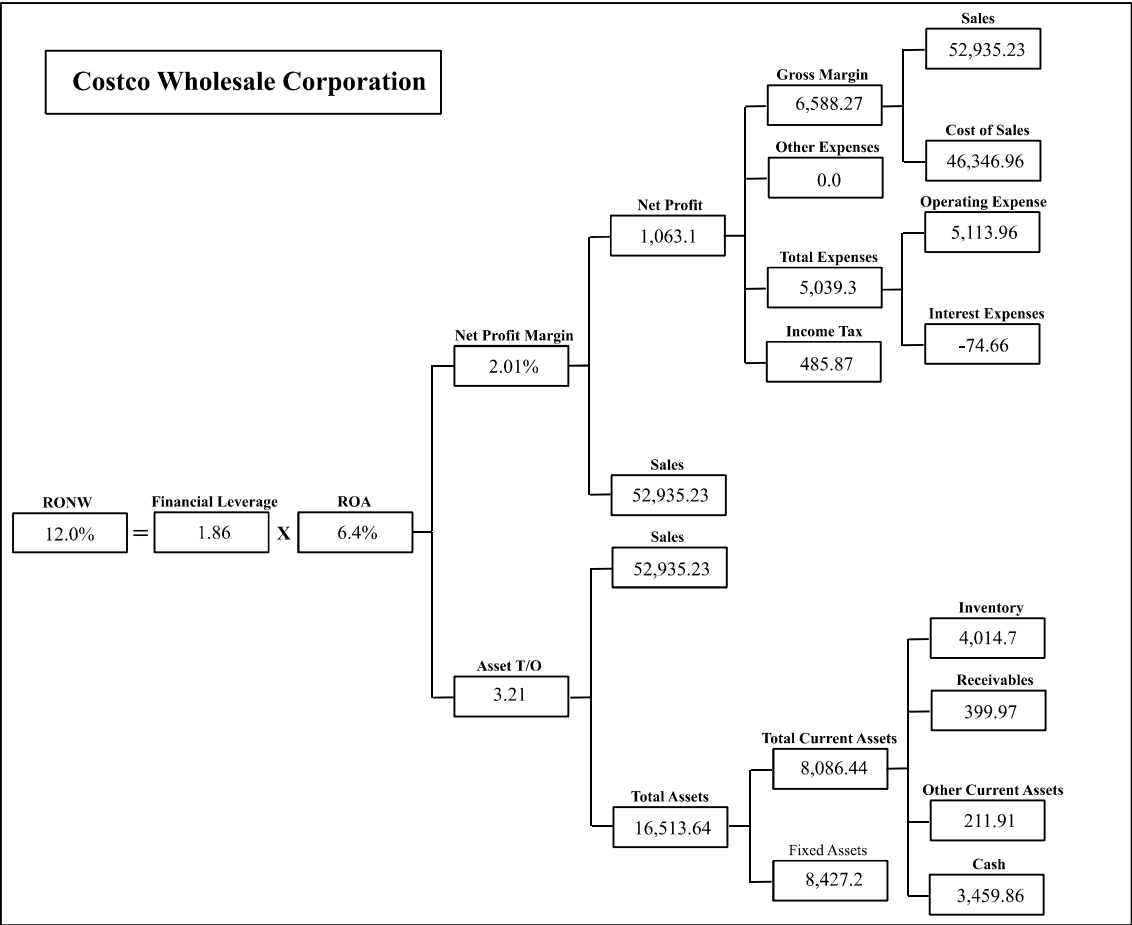 Costco Wholesale Corporation
Sales
52,935.23
Gross Margin
6,588.27
Cost of Sales
46,346.96
Other Expenses
0.0
Net Profit
1,063.1
Operating Expense
5,113.96
Total Expenses
5,039.3
Interest Expenses
-74.66
Income Tax
485.87
Net Profit Margin
2.01%
Sales
52,935.23
RONW
12.0%
=
Financial Leverage
1.86
X
ROA
6.4%
Sales
52,935.23
Asset T/O
3.21
Inventory
4,014.7
Receivables
399.97
Total Current Assets
8,086.44
Other Current Assets
211.91
Total Assets
16,513.64
Fixed Assets
8,427.2
Cash
3,459.86